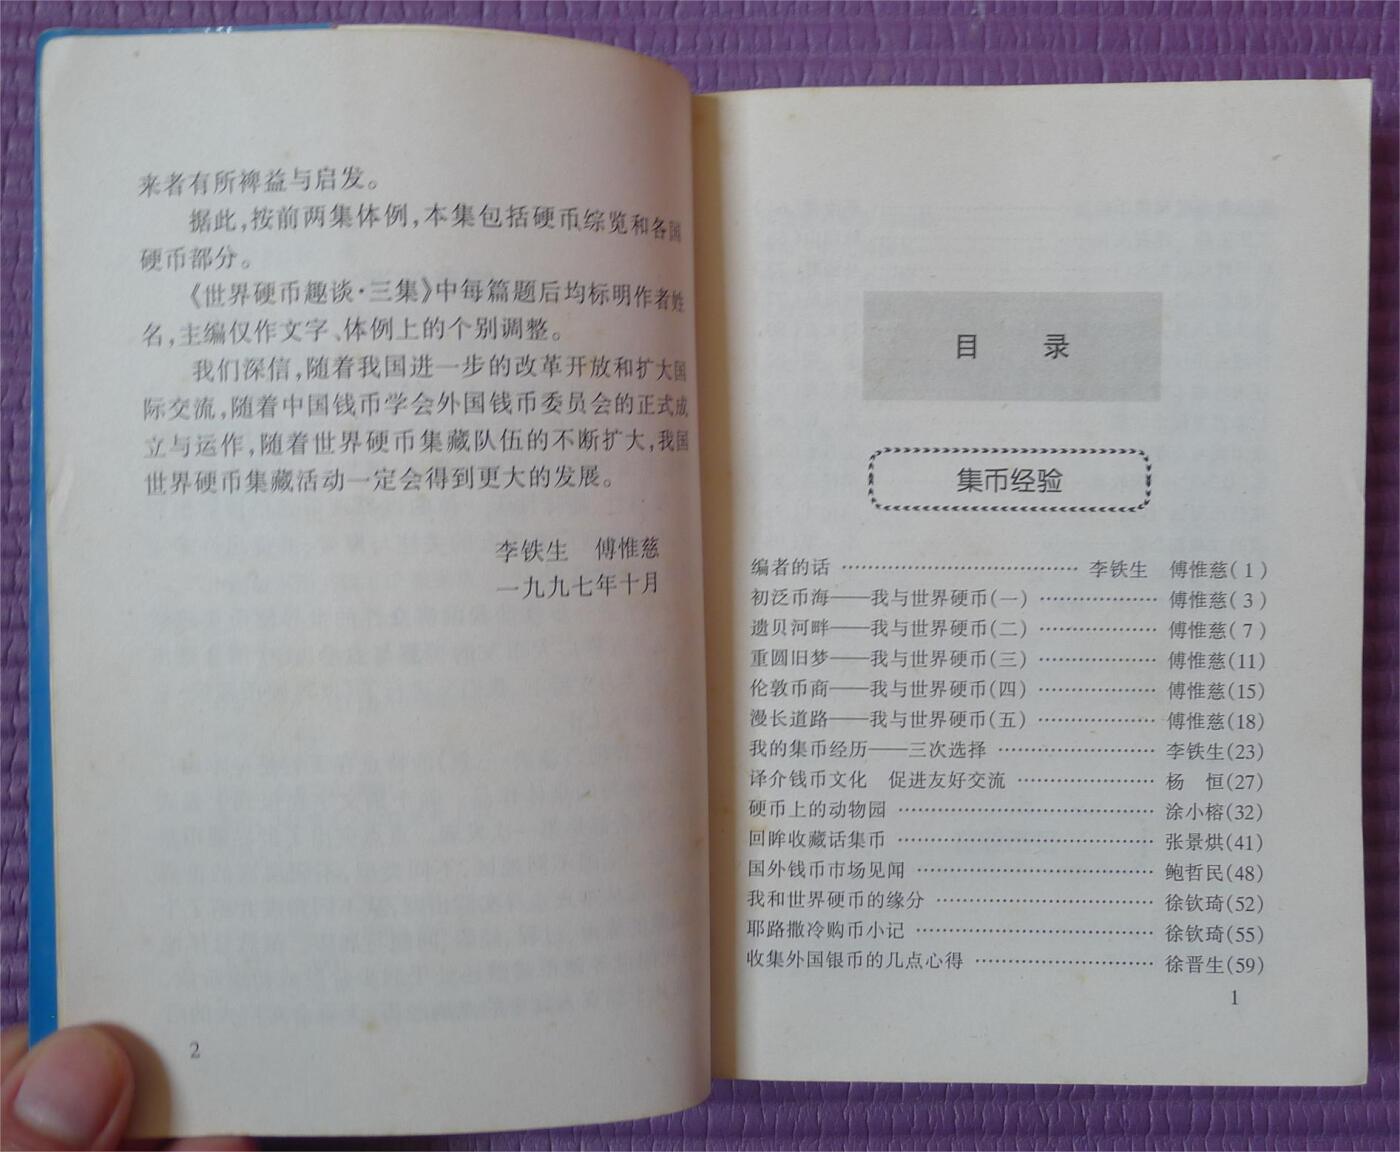 来者有所裨益与启发。
据此，按前两集体例，本集包括硬币综览和各国
硬币部分。
《世界硬币趣谈·三集》中每篇题后均标明作者姓
名，主编仅作文字、体例上的个别调整。
我们深信，随着我国进一步的改革开放和扩大国
际交流，随着中国钱币学会外国钱币委员会的正式成
立与运作，随着世界硬币集藏队伍的不断扩大，我国
世界硬币集藏活动一定会得到更大的发展。
李铁生　傅惟慈
一九九七年十月
2
目　录
集币经验
编者的话 ………………………………… 李铁生　傅惟慈(1)
初泛币海——我与世界硬币(一) ……………… 傅惟慈(3)
遗贝河畔——我与世界硬币(二) ……………… 傅惟慈(7)
重圆旧梦——我与世界硬币(三) ……………… 傅惟慈(11)
伦敦币商——我与世界硬币(四) ……………… 傅惟慈(15)
漫长道路——我与世界硬币(五) ……………… 傅惟慈(18)
我的集币经历——三次选择 …………………… 李铁生(23)
译介钱币文化　促进友好交流 ………………… 杨　恒(27)
硬币上的动物园 ………………………………… 涂小榕(32)
回眸收藏话集币 ………………………………… 张景烘(41)
国外钱币市场见闻 ……………………………… 鲍哲民(48)
我和世界硬币的缘分 …………………………… 徐钦琦(52)
耶路撒冷购币小记 ……………………………… 徐钦琦(55)
收集外国银币的几点心得 ……………………… 徐晋生(59)
1